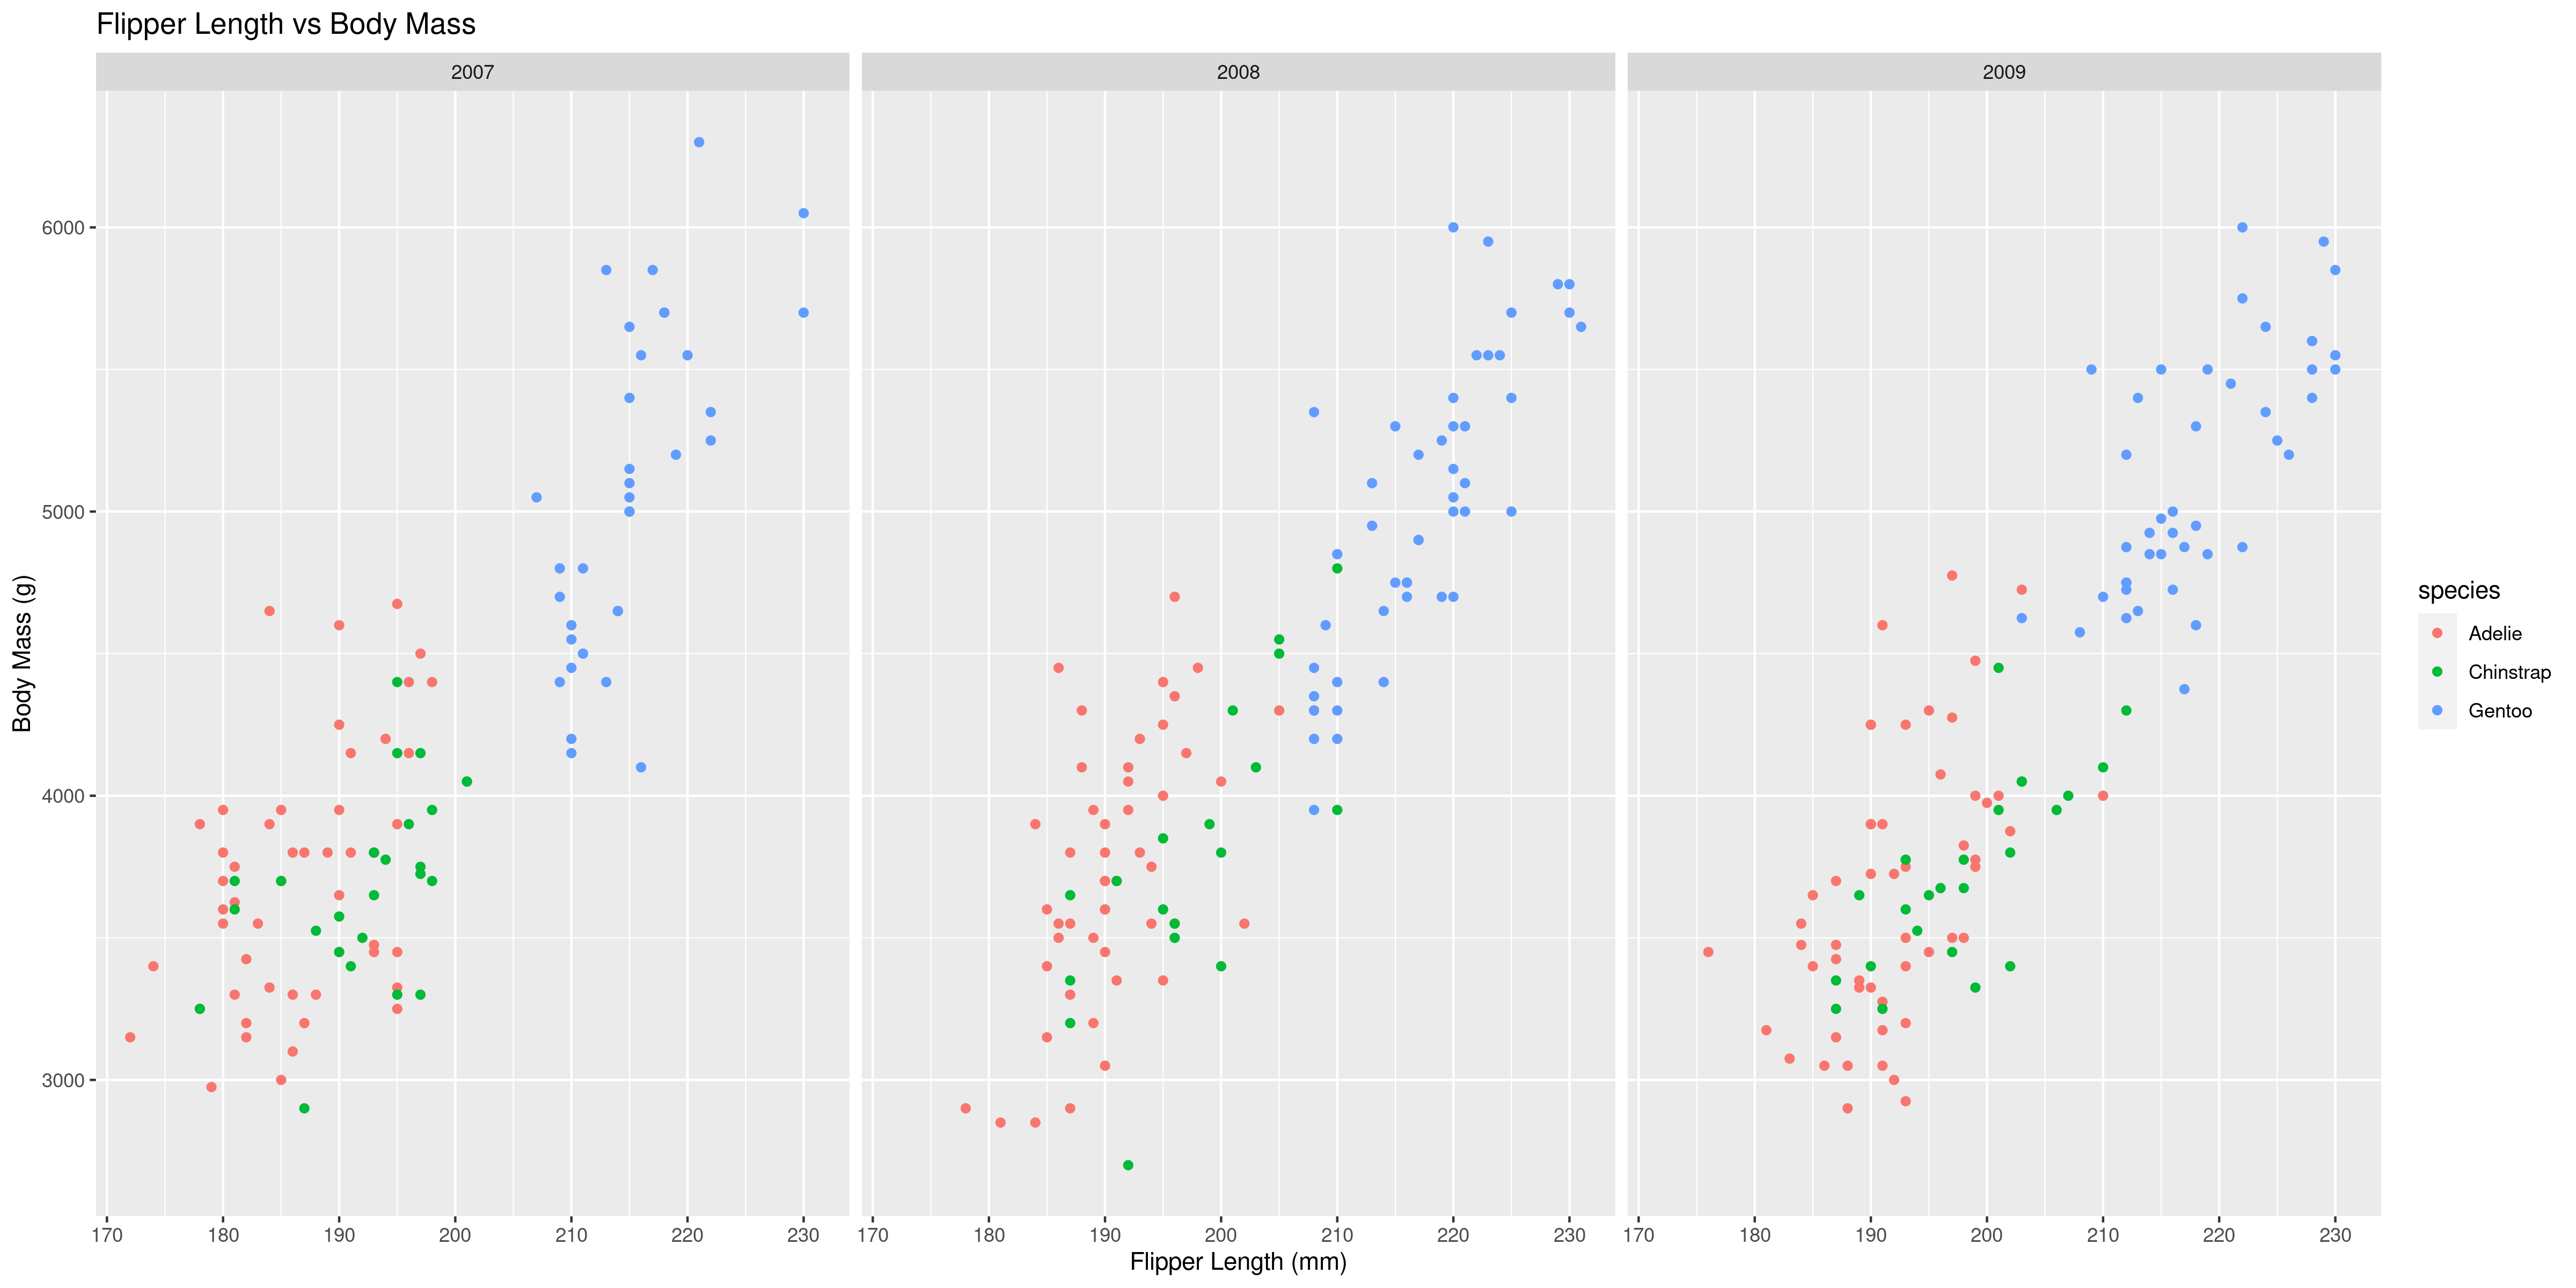 Flipper Length vs Body Mass
2007 2008 2009
Body Mass (g)
6000
5000
4000
3000
170 180 190 200 210 220 230 170 180 190 200 210 220 230 170 180 190 200 210 220 230
Flipper Length (mm)
species
Adelie
Chinstrap
Gentoo